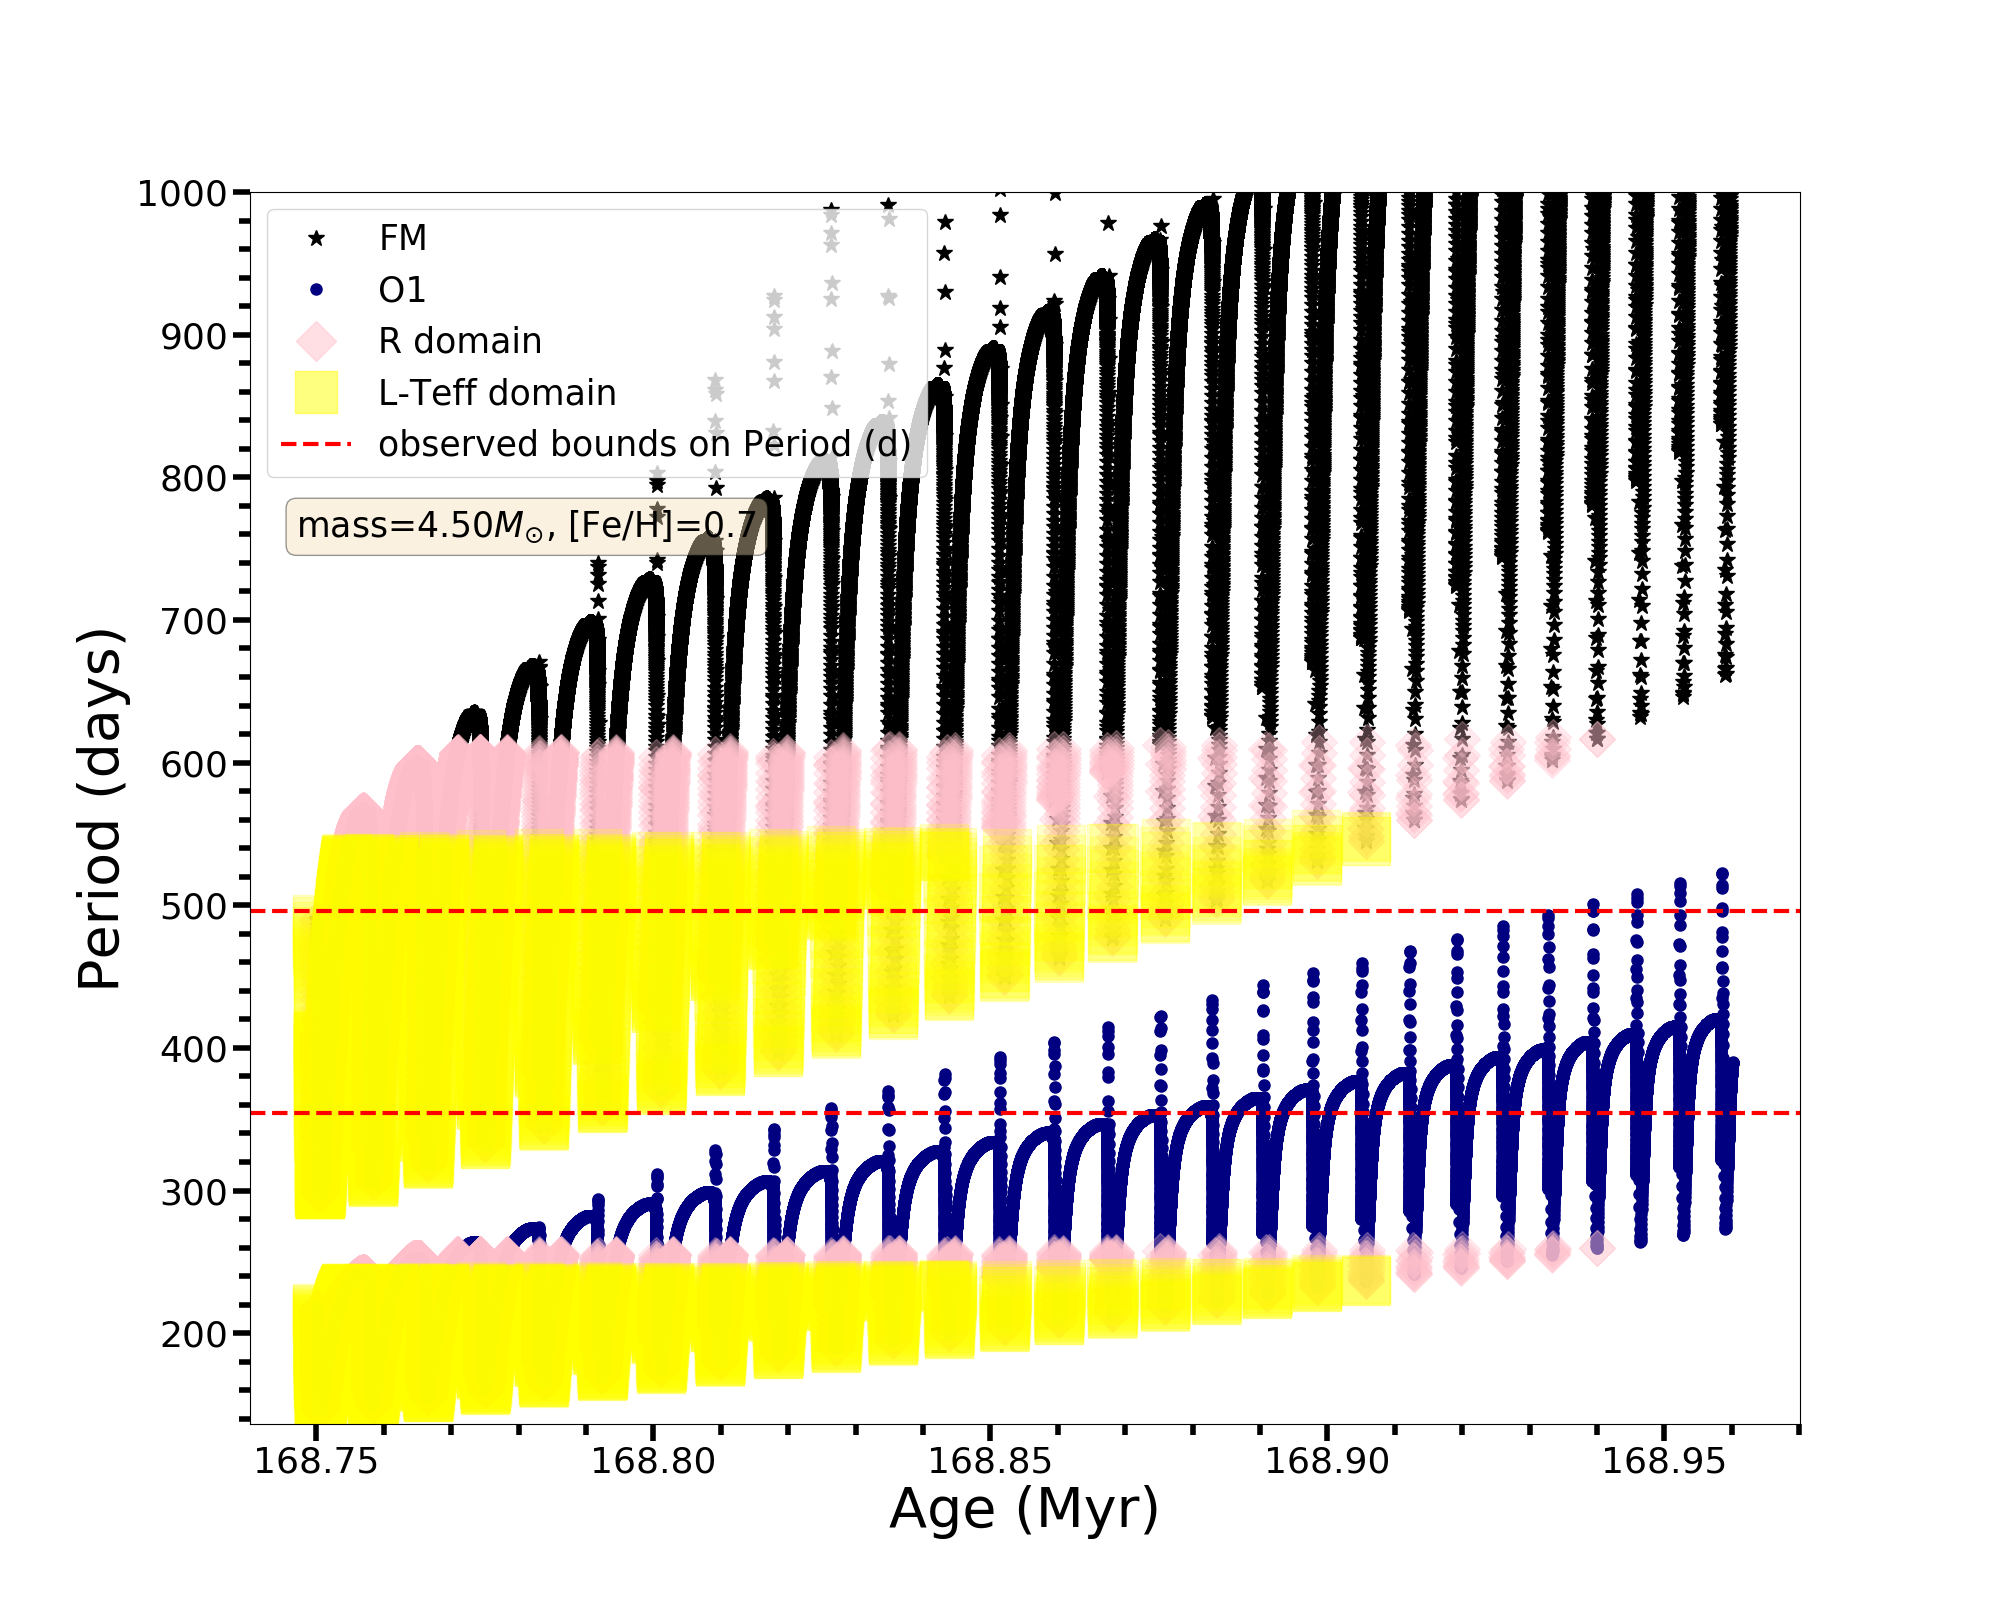 1000
900
800
700
600
500
400
300
200
Period (days)
FM
O1
R domain
L-Teff domain
observed bounds on Period (d)
mass=4.50M⊙, [Fe/H]=0.7
168.75 168.80 168.85 168.90 168.95
Age (Myr)